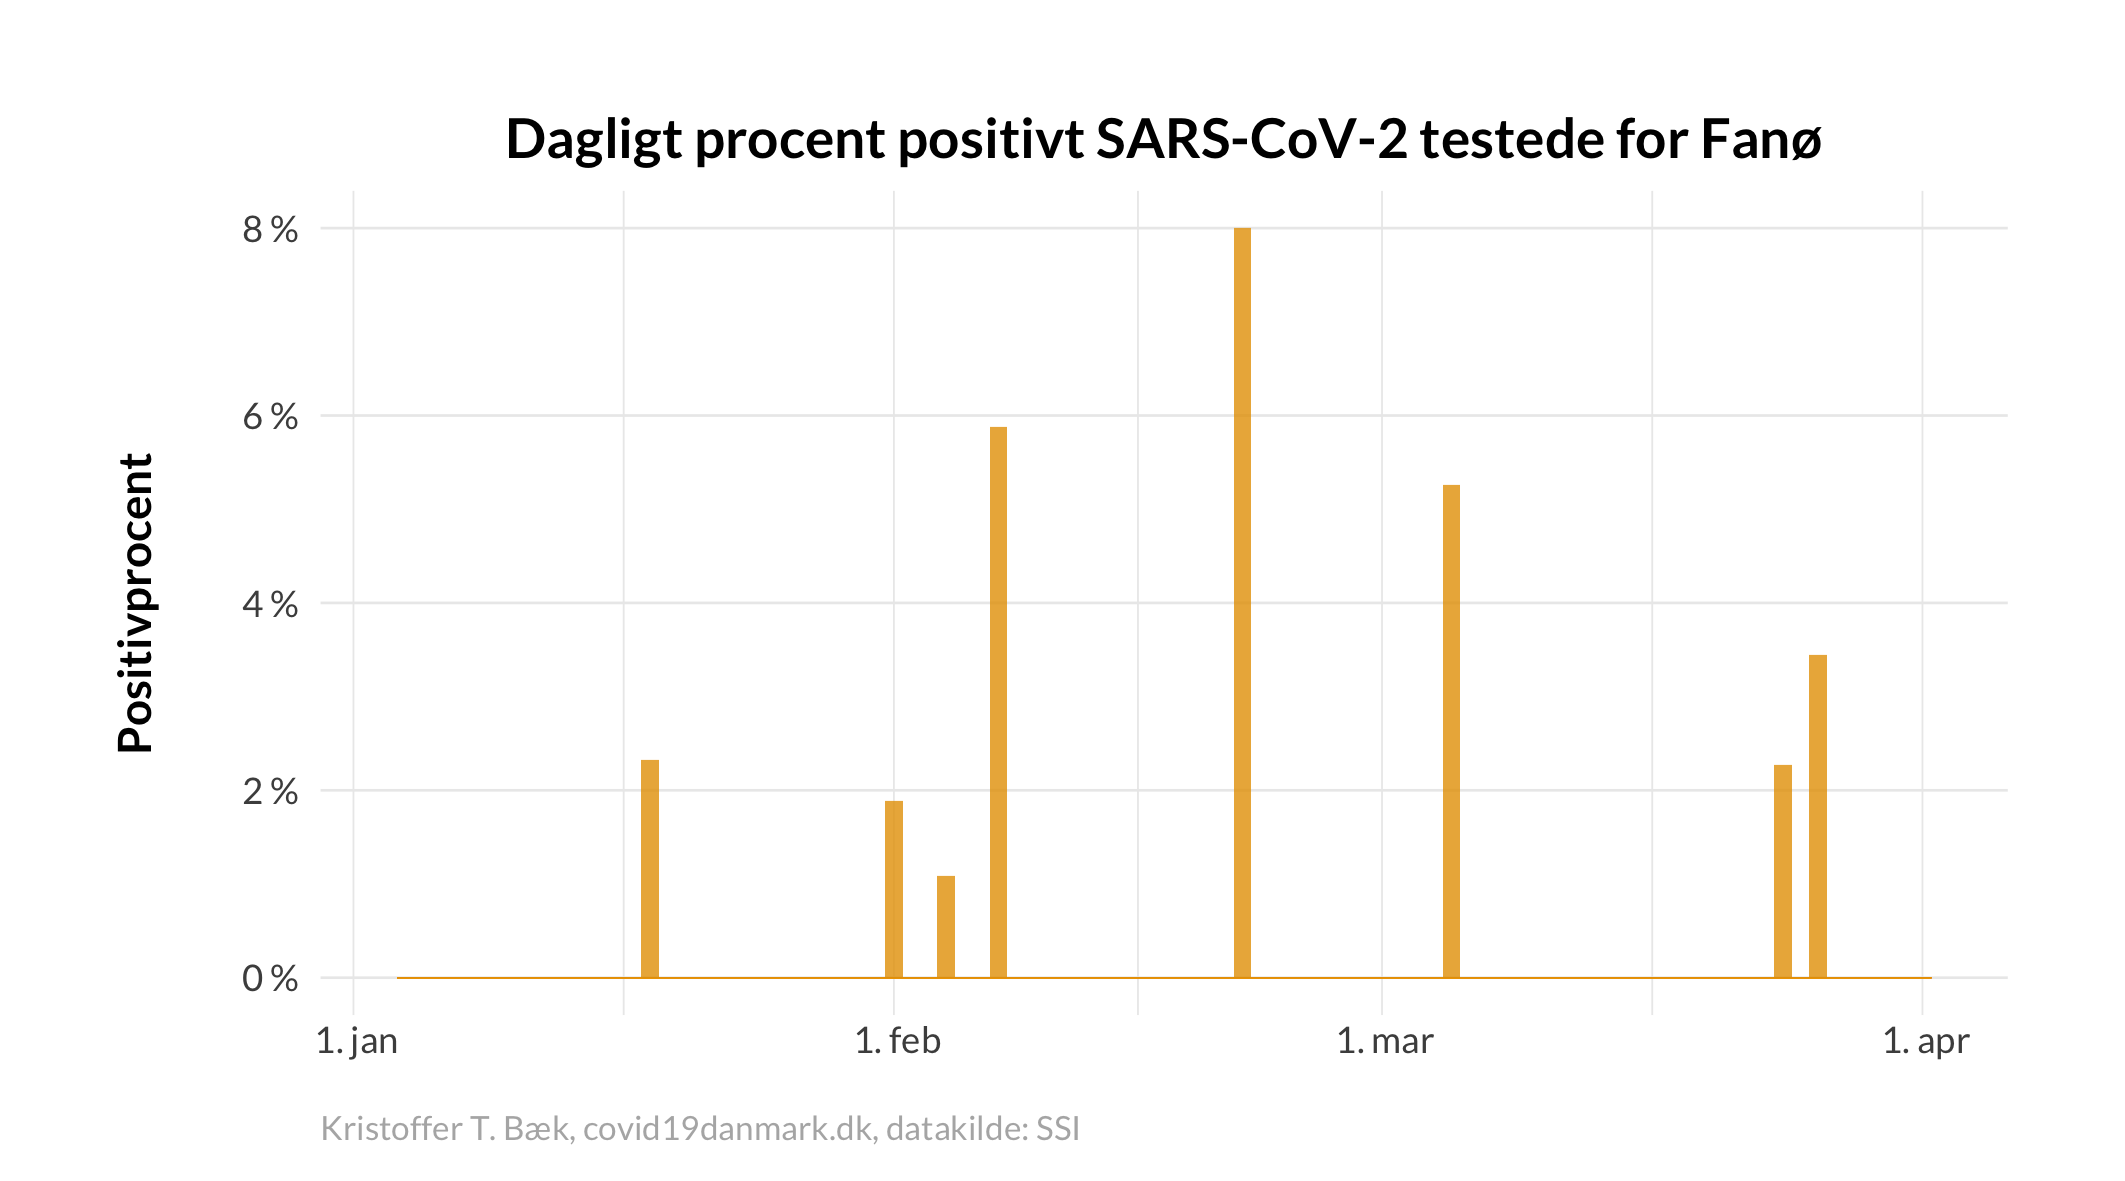 Dagligt procent positivt SARS-CoV-2 testede for Fanø
Positivprocent
8 %
6 %
4 %
2 %
0 %
1. jan
1. feb
1. mar
1. apr
Kristoffer T. Bæk, covid19danmark.dk, datakilde: SSI